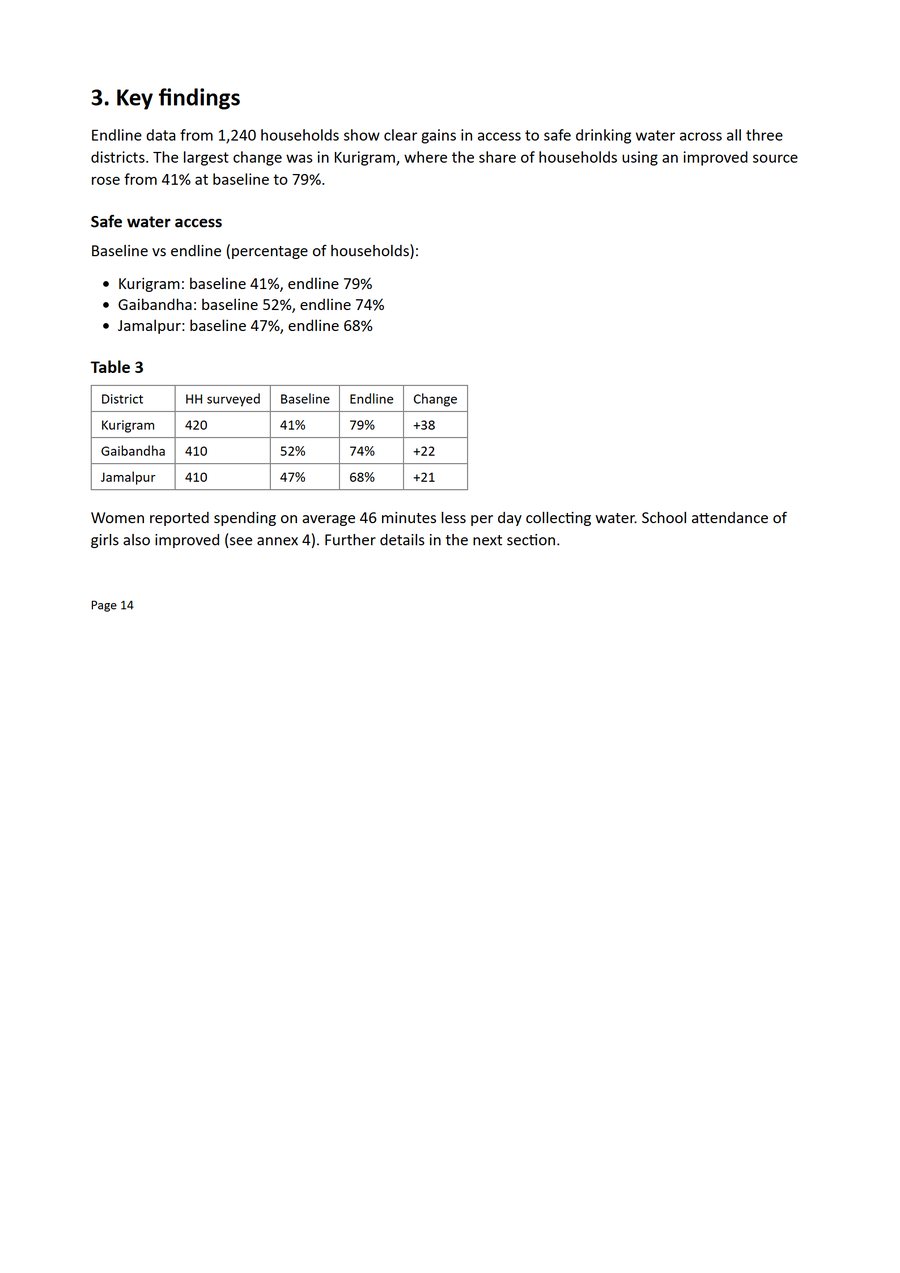 3. Key findings
Endline data from 1,240 households show clear gains in access to safe drinking water across all three
districts. The largest change was in Kurigram, where the share of households using an improved source
rose from 41% at baseline to 79%.
Safe water access
Baseline vs endline (percentage of households):
• Kurigram: baseline 41%, endline 79%
• Gaibandha: baseline 52%, endline 74%
• Jamalpur: baseline 47%, endline 68%
Table 3
District HH surveyed Baseline Endline Change
Kurigram 420 41% 79% +38
Gaibandha 410 52% 74% +22
Jamalpur 410 47% 68% +21
Women reported spending on average 46 minutes less per day collecting water. School attendance of
girls also improved (see annex 4). Further details in the next section.
Page 14